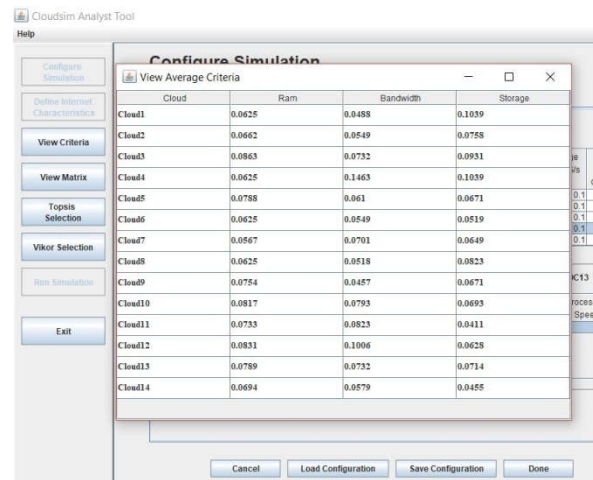 Cloudsim Analyst Tool
Help
Configure Simulation
Configure Simulation
Define Internet Characteristics
View Criteria
View Matrix
Topsis Selection
Vikor Selection
Run Simulation
Exit
View Average Criteria
Cloud Ram Bandwidth Storage
Cloud1 0.0625 0.0488 0.1039
Cloud2 0.0662 0.0549 0.0758
Cloud3 0.0863 0.0732 0.0931
Cloud4 0.0625 0.1463 0.1039
Cloud5 0.0788 0.061 0.0671
Cloud6 0.0625 0.0549 0.0519
Cloud7 0.0567 0.0701 0.0649
Cloud8 0.0625 0.0518 0.0823
Cloud9 0.0754 0.0457 0.0671
Cloud10 0.0817 0.0793 0.0693
Cloud11 0.0733 0.0823 0.0411
Cloud12 0.0831 0.1006 0.0628
Cloud13 0.0789 0.0732 0.0714
Cloud14 0.0694 0.0579 0.0455
0.1
0.1
0.1
0.1
0.1
Cancel Load Configuration Save Configuration Done